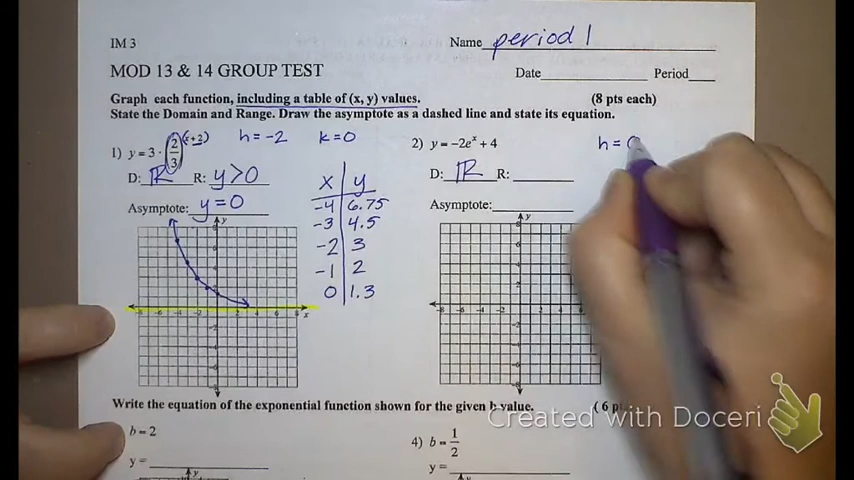 IM 3
Name period 1
MOD 13 & 14 GROUP TEST
Date Period
Graph each function, including a table of (x, y) values. (8 pts each)
State the Domain and Range. Draw the asymptote as a dashed line and state its equation.
1) y = 3 · (2/3)^(x+2) h = -2 k = 0
D: ℝ R: y > 0
Asymptote: y = 0
x y
-4 6.75
-3 4.5
-2 3
-1 2
0 1.3
2) y = −2e^x + 4 h =
D: ℝ R:
Asymptote:
Write the equation of the exponential function shown for the given b value. ( 6
b = 2
y =
4) b = 1/2
y =
Created with Doceri